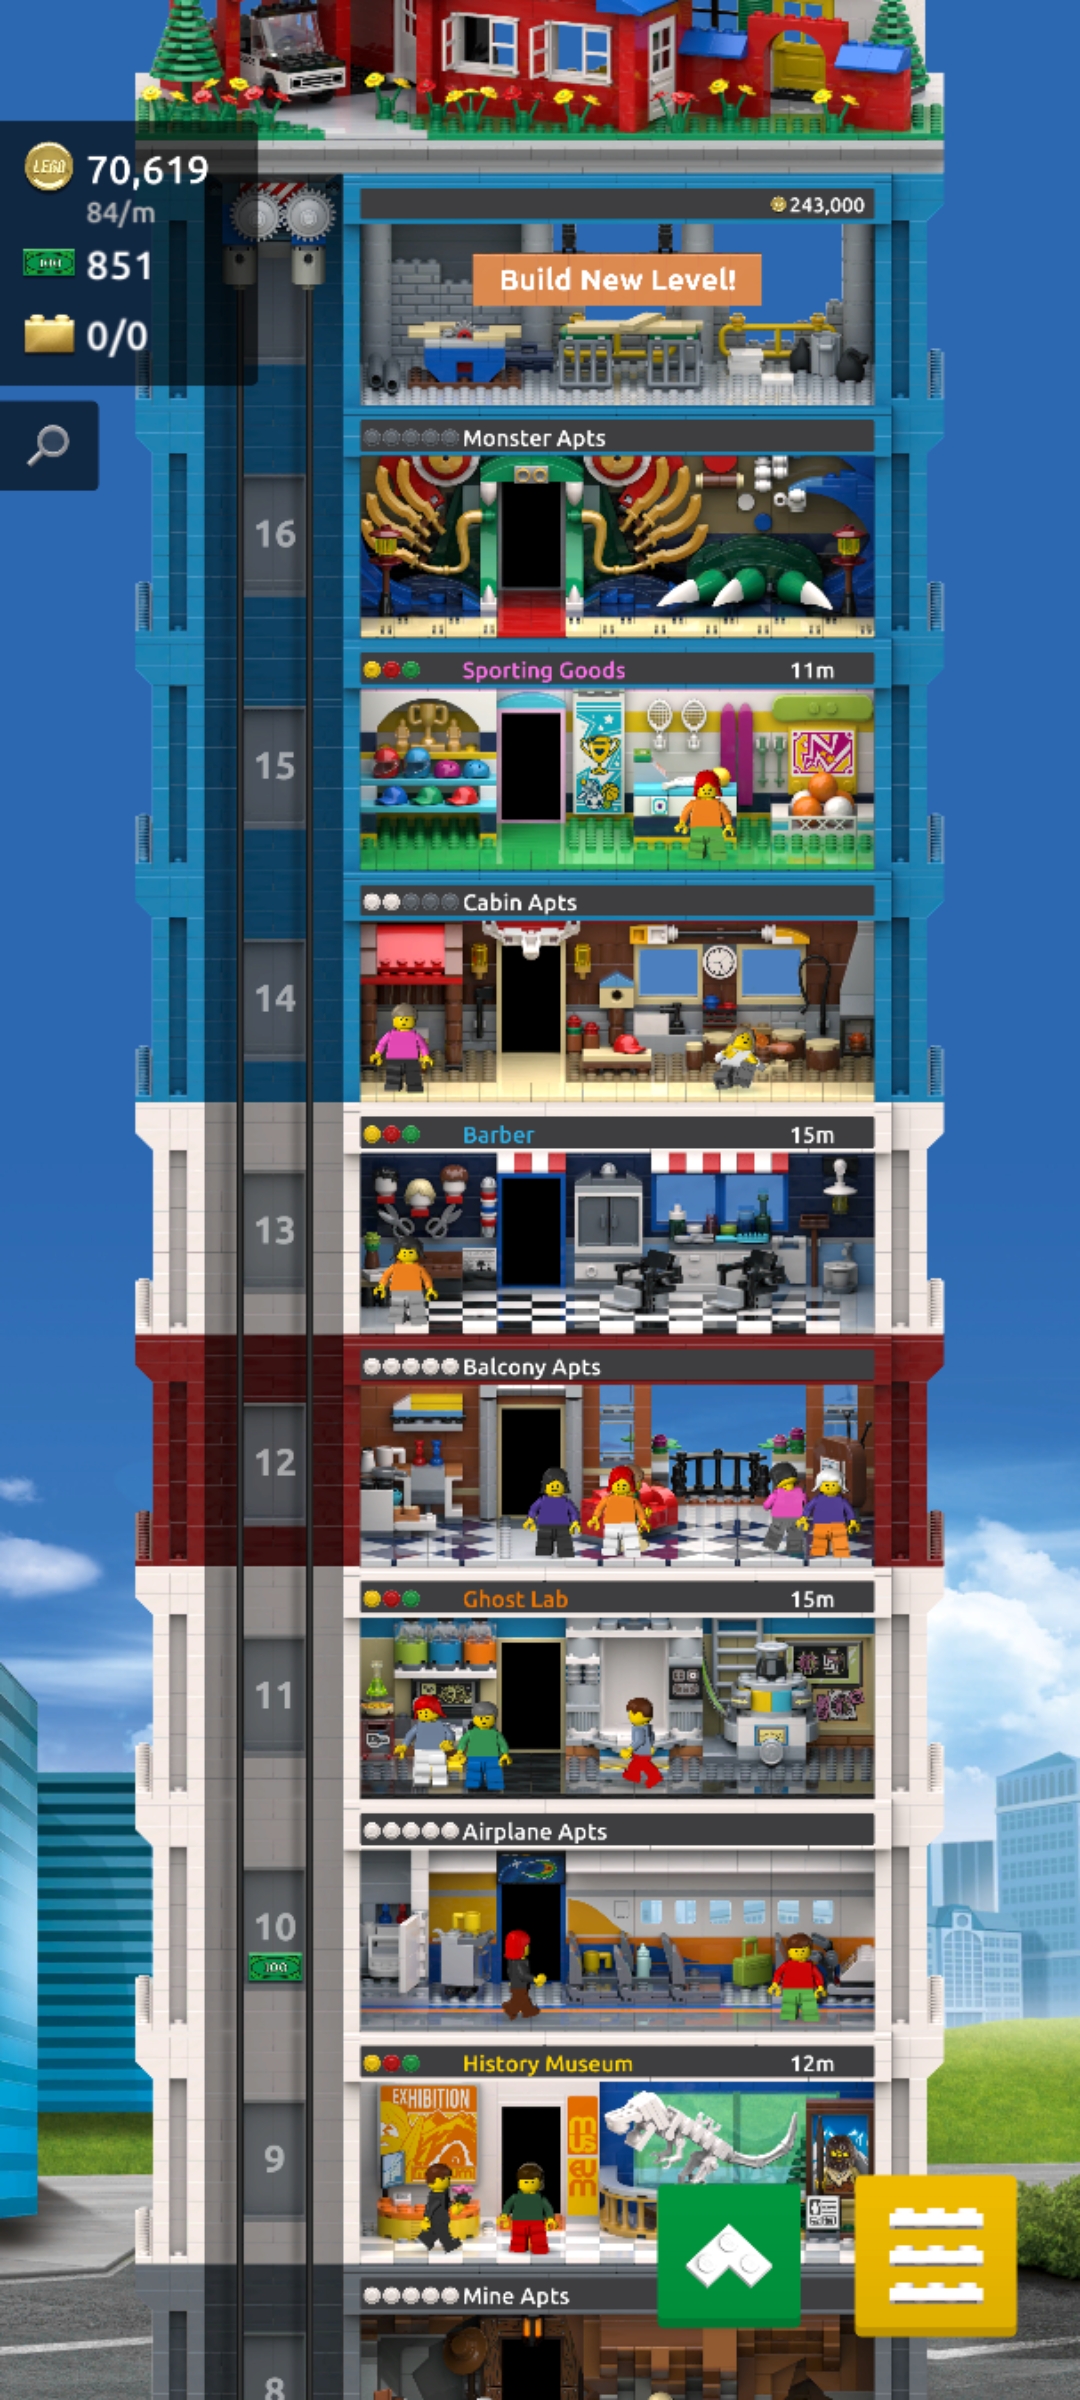 LEGO 70,619
84/m
851
0/0
243,000
Build New Level!
Monster Apts
16
Sporting Goods 11m
15
Cabin Apts
14
Barber 15m
13
Balcony Apts
12
Ghost Lab 15m
11
Airplane Apts
10
100
History Museum 12m
EXHIBITION
museum
9
Mine Apts
8